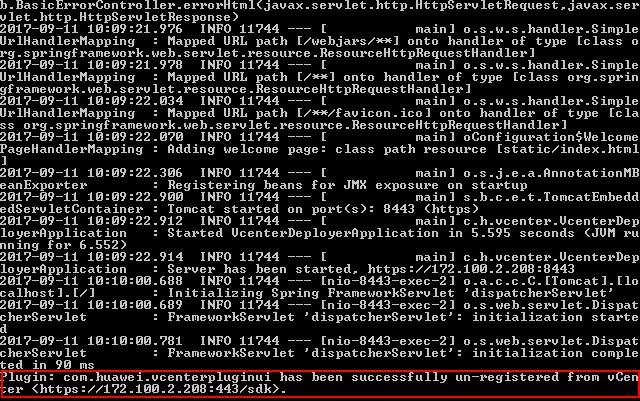 b.BasicErrorController.errorHtml(javax.servlet.http.HttpServletRequest,javax.ser
vlet.http.HttpServletResponse)
2017-09-11 10:09:21.976  INFO 11744 --- [           main] o.s.w.s.handler.Simple
UrlHandlerMapping  : Mapped URL path [/webjars/**] onto handler of type [class o
rg.springframework.web.servlet.resource.ResourceHttpRequestHandler]
2017-09-11 10:09:21.978  INFO 11744 --- [           main] o.s.w.s.handler.Simple
UrlHandlerMapping  : Mapped URL path [/**] onto handler of type [class org.sprin
gframework.web.servlet.resource.ResourceHttpRequestHandler]
2017-09-11 10:09:22.034  INFO 11744 --- [           main] o.s.w.s.handler.Simple
UrlHandlerMapping  : Mapped URL path [/**/favicon.ico] onto handler of type [cla
ss org.springframework.web.servlet.resource.ResourceHttpRequestHandler]
2017-09-11 10:09:22.070  INFO 11744 --- [           main] oConfiguration$Welcome
PageHandlerMapping : Adding welcome page: class path resource [static/index.html
]
2017-09-11 10:09:22.306  INFO 11744 --- [           main] o.s.j.e.a.AnnotationMB
eanExporter        : Registering beans for JMX exposure on startup
2017-09-11 10:09:22.900  INFO 11744 --- [           main] s.b.c.e.t.TomcatEmbedd
edServletContainer : Tomcat started on port(s): 8443 (https)
2017-09-11 10:09:22.912  INFO 11744 --- [           main] c.h.vcenter.VcenterDep
loyerApplication   : Started VcenterDeployerApplication in 5.595 seconds (JVM ru
nning for 6.552)
2017-09-11 10:09:22.914  INFO 11744 --- [           main] c.h.vcenter.VcenterDep
loyerApplication   : Server has been started, https://172.100.2.208:8443
2017-09-11 10:10:00.688  INFO 11744 --- [nio-8443-exec-2] o.a.c.c.C.[Tomcat].[lo
calhost].[/]       : Initializing Spring FrameworkServlet 'dispatcherServlet'
2017-09-11 10:10:00.689  INFO 11744 --- [nio-8443-exec-2] o.s.web.servlet.Dispat
cherServlet        : FrameworkServlet 'dispatcherServlet': initialization starte
d
2017-09-11 10:10:00.781  INFO 11744 --- [nio-8443-exec-2] o.s.web.servlet.Dispat
cherServlet        : FrameworkServlet 'dispatcherServlet': initialization comple
ted in 90 ms
Plugin: com.huawei.vcenterpluginui has been successfully un-registered from vCen
ter <https://172.100.2.208:443/sdk>.